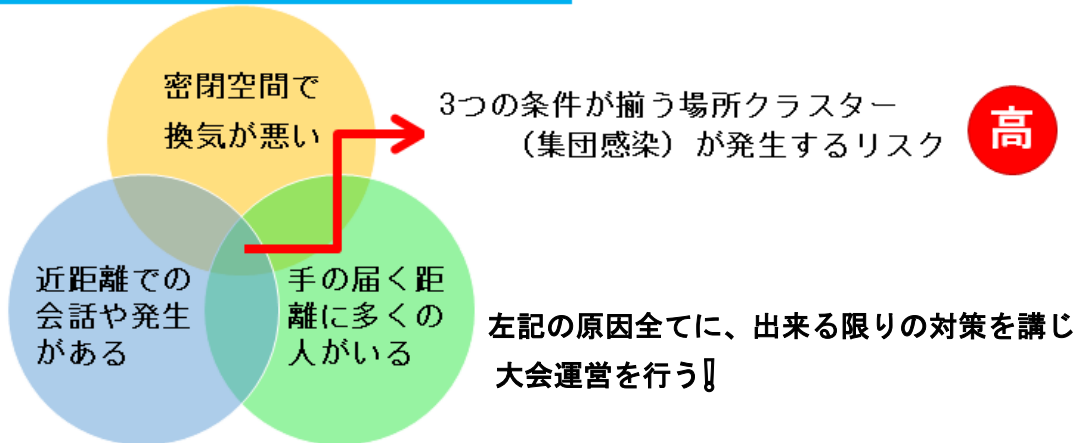 密閉空間で
換気が悪い
3つの条件が揃う場所クラスター
（集団感染）が発生するリスク
高
近距離での
会話や発生
がある
手の届く距
離に多くの
人がいる
左記の原因全てに、出来る限りの対策を講じ
大会運営を行う‼